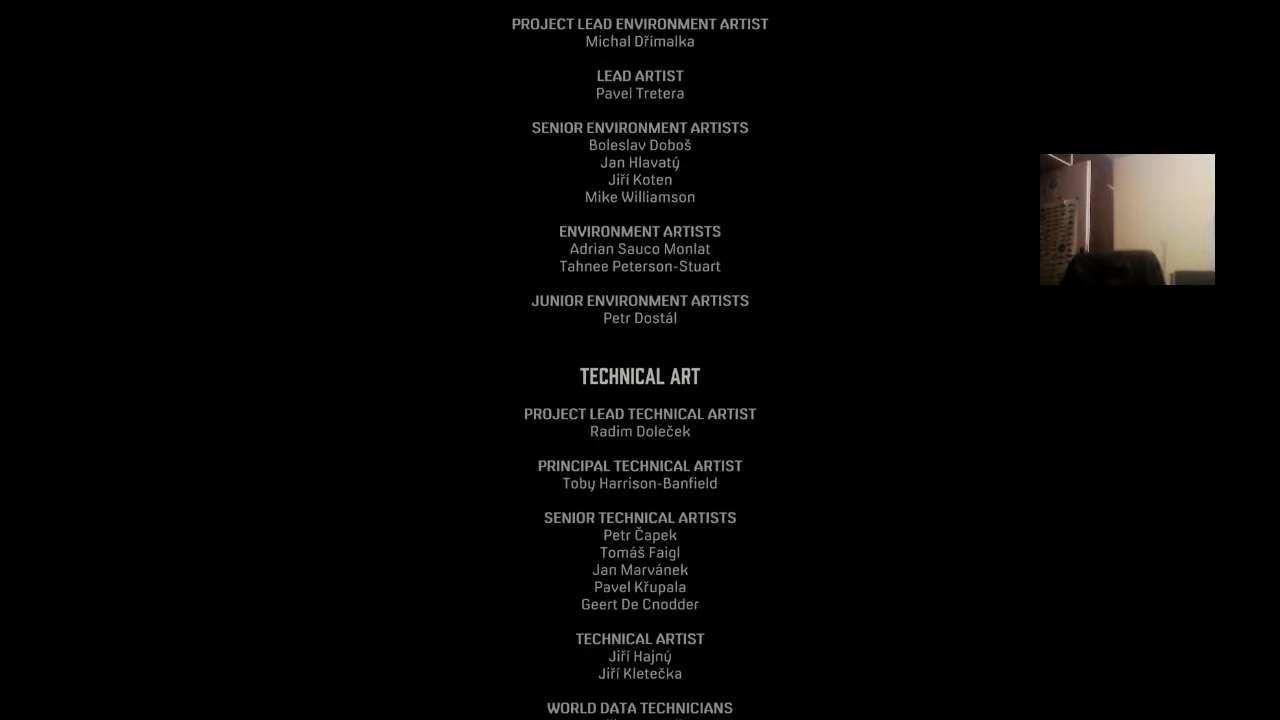 PROJECT LEAD ENVIRONMENT ARTIST
Michal Dřímalka
LEAD ARTIST
Pavel Tretera
SENIOR ENVIRONMENT ARTISTS
Boleslav Doboš
Jan Hlavatý
Jiří Koten
Mike Williamson
ENVIRONMENT ARTISTS
Adrian Sauco Monlat
Tahnee Peterson-Stuart
JUNIOR ENVIRONMENT ARTISTS
Petr Dostál
TECHNICAL ART
PROJECT LEAD TECHNICAL ARTIST
Radim Doleček
PRINCIPAL TECHNICAL ARTIST
Toby Harrison-Banfield
SENIOR TECHNICAL ARTISTS
Petr Čapek
Tomáš Faigl
Jan Marvánek
Pavel Křupala
Geert De Cnodder
TECHNICAL ARTIST
Jiří Hajný
Jiří Kletečka
WORLD DATA TECHNICIANS